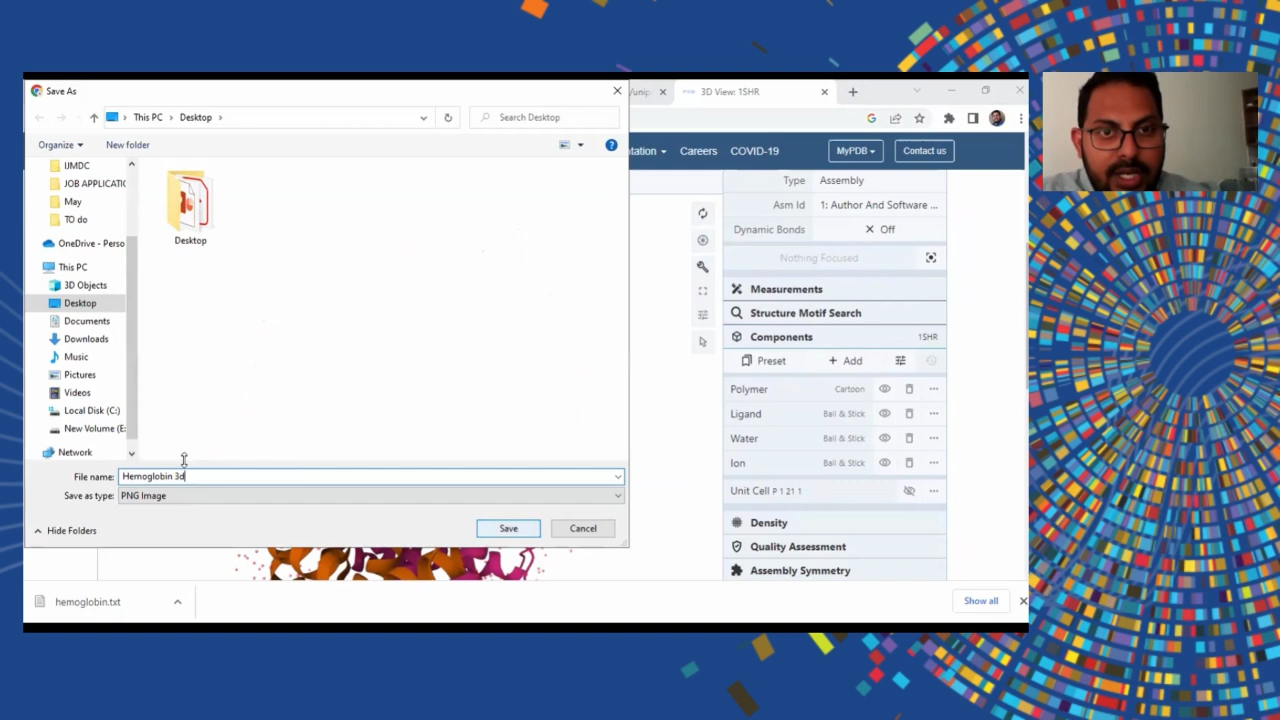 Save As
This PC
Desktop
Search Desktop
Organize
New folder
IJMDC
JOB APPLICATIC
May
TO do
OneDrive - Perso
This PC
3D Objects
Desktop
Documents
Downloads
Music
Pictures
Videos
Local Disk (C:)
New Volume (E:
Network
Desktop
File name:
Hemoglobin 3d
Save as type:
PNG Image
Hide Folders
Save
Cancel
/unip
3D View: 1SHR
tation
Careers
COVID-19
MyPDB
Contact us
Type
Assembly
Asm Id
1: Author And Software ...
Dynamic Bonds
Off
Nothing Focused
Measurements
Structure Motif Search
Components
1SHR
Preset
+ Add
Polymer
Cartoon
Ligand
Ball & Stick
Water
Ball & Stick
Ion
Ball & Stick
Unit Cell P 1 21 1
Density
Quality Assessment
Assembly Symmetry
hemoglobin.txt
Show all